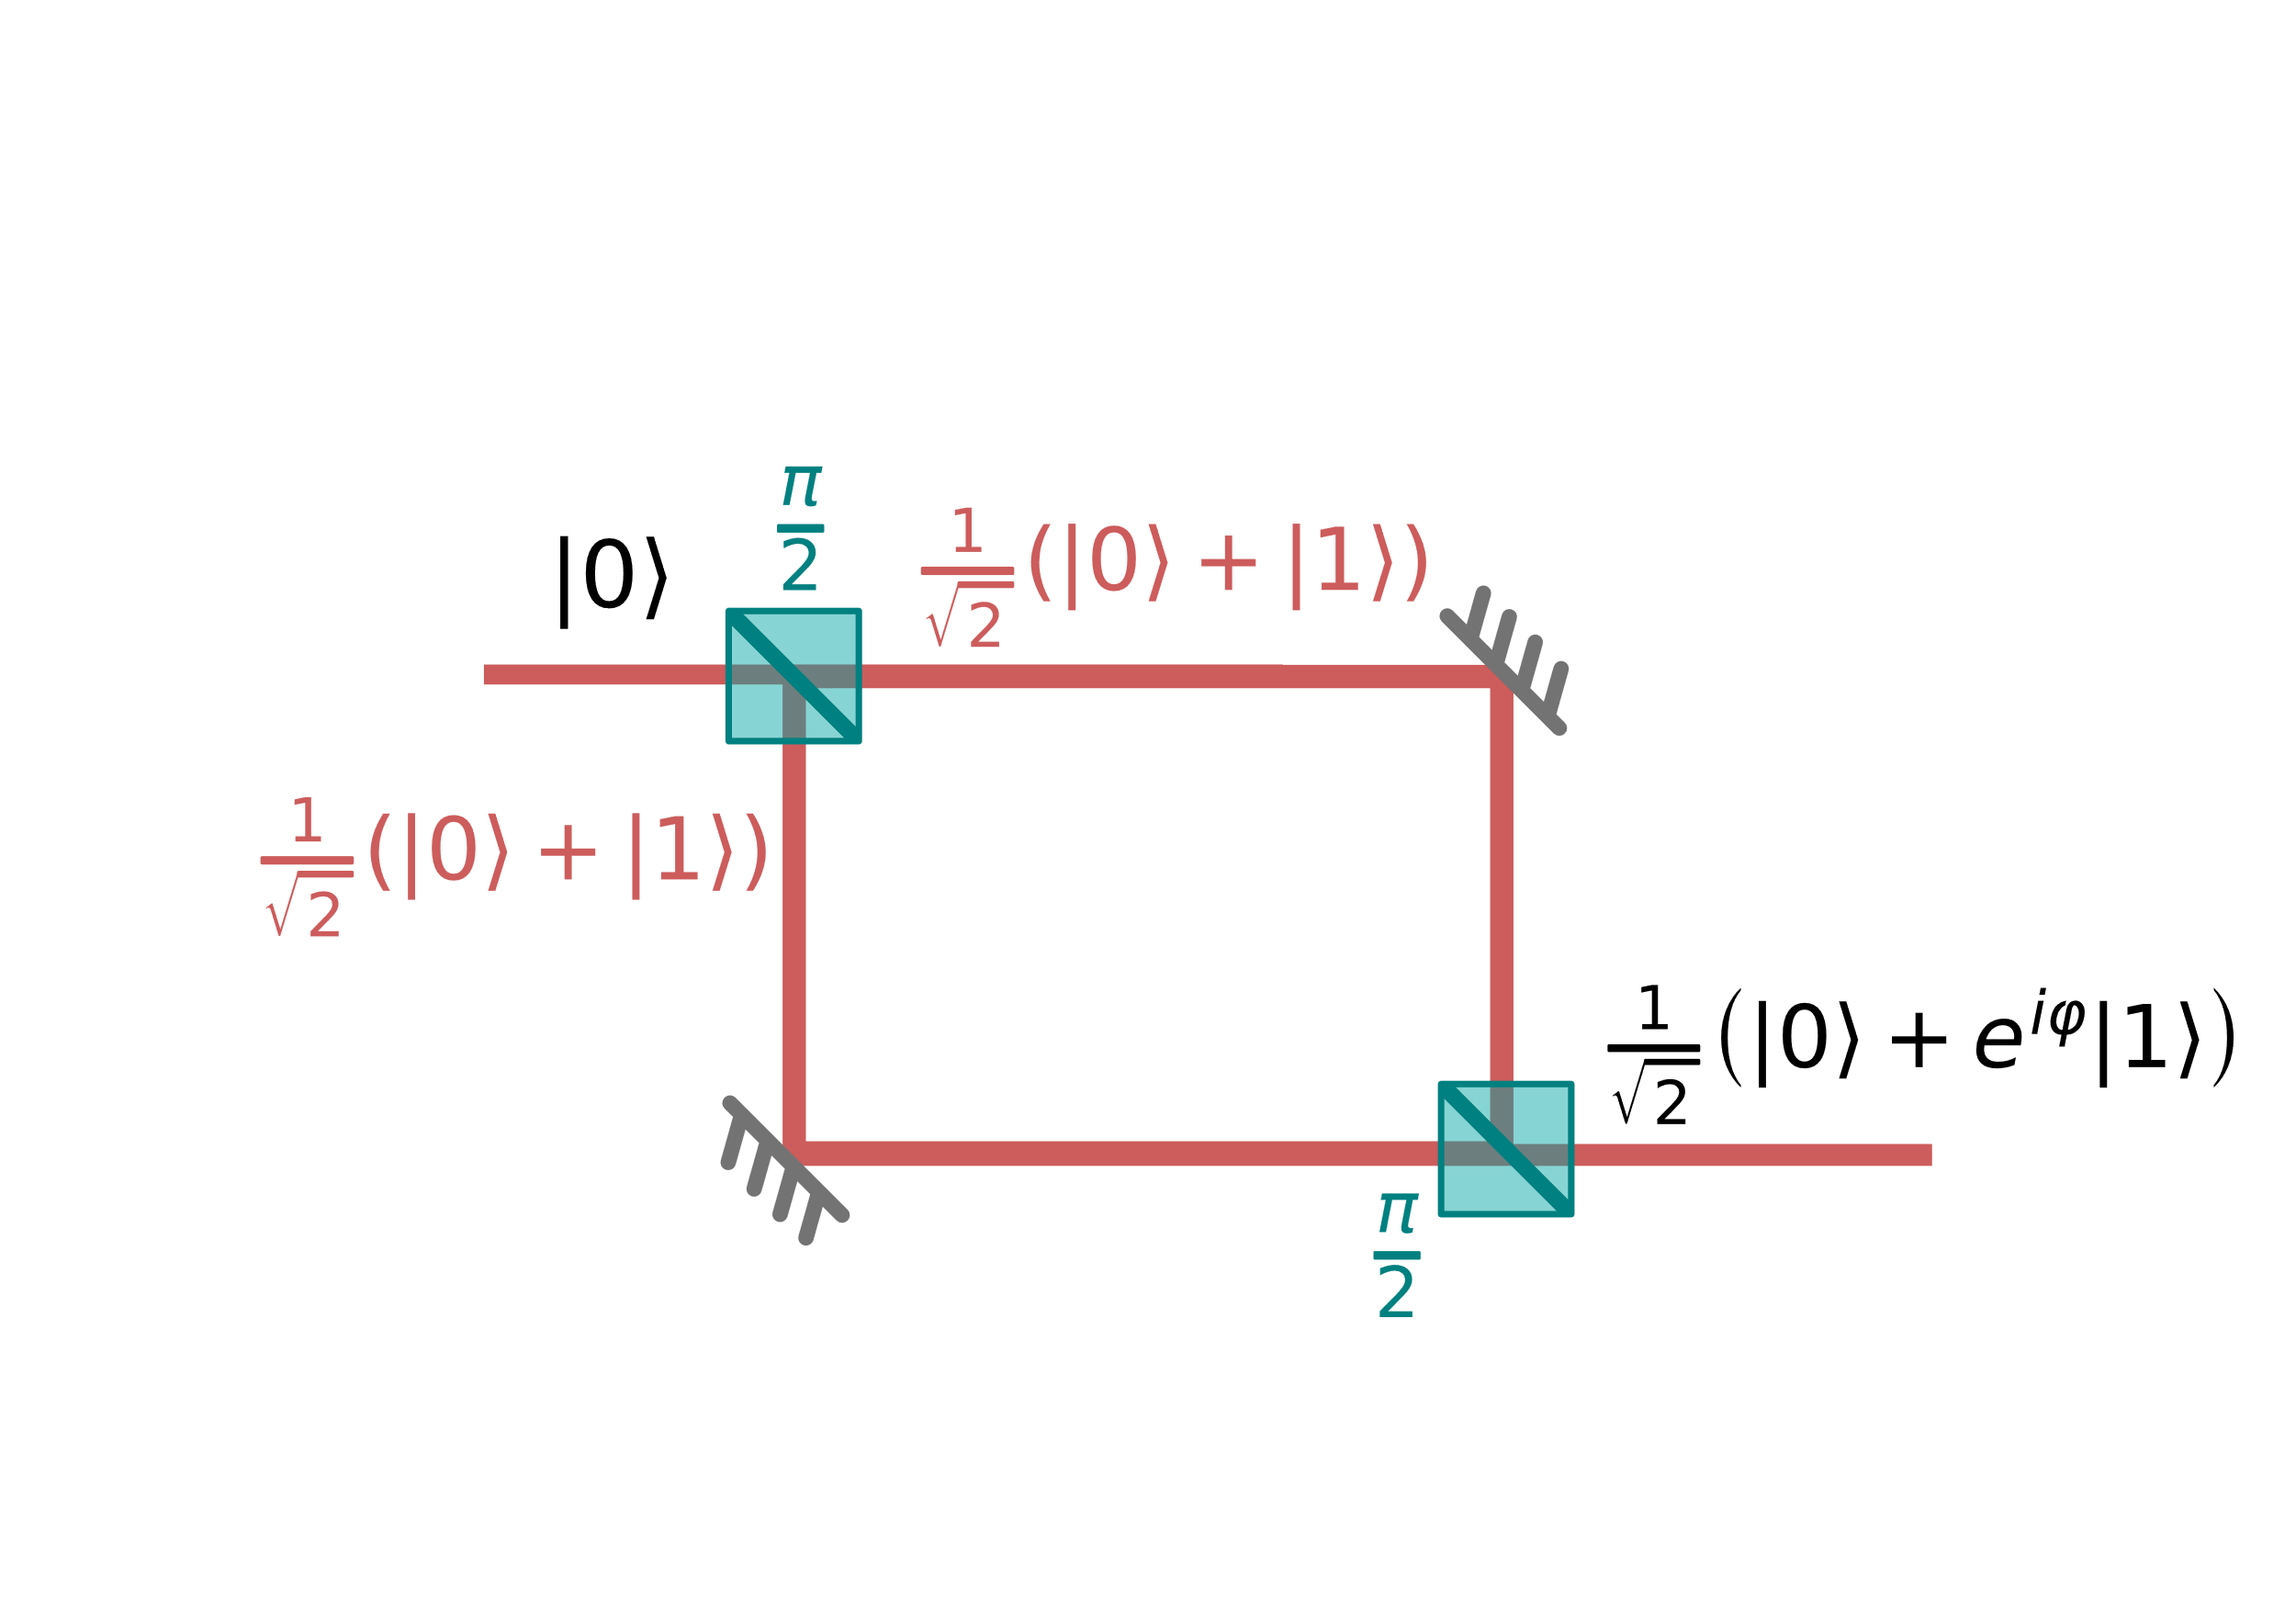 |0⟩
π/2
1/√2 (|0⟩ + |1⟩)
1/√2 (|0⟩ + |1⟩)
1/√2 (|0⟩ + e^{iφ}|1⟩)
π/2